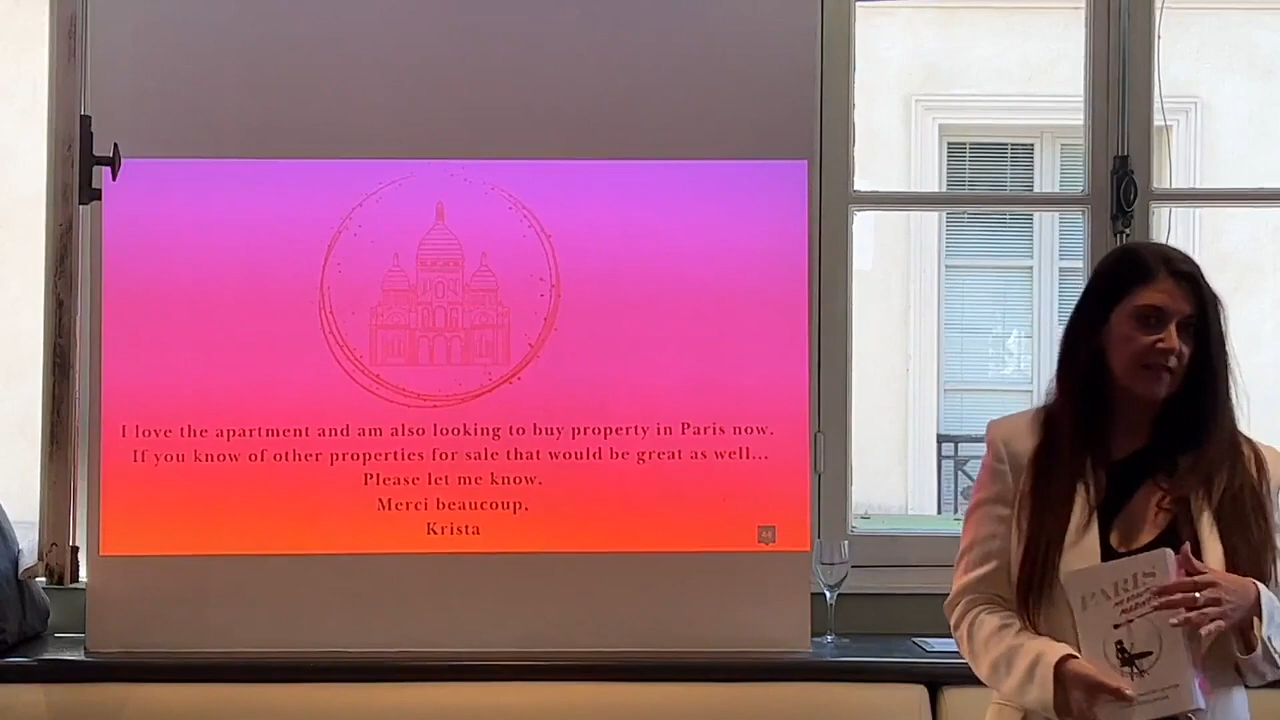 I love the apartment and am also looking to buy property in Paris now.
If you know of other properties for sale that would be great as well...
Please let me know.
Merci beaucoup,
Krista
44
PARIS